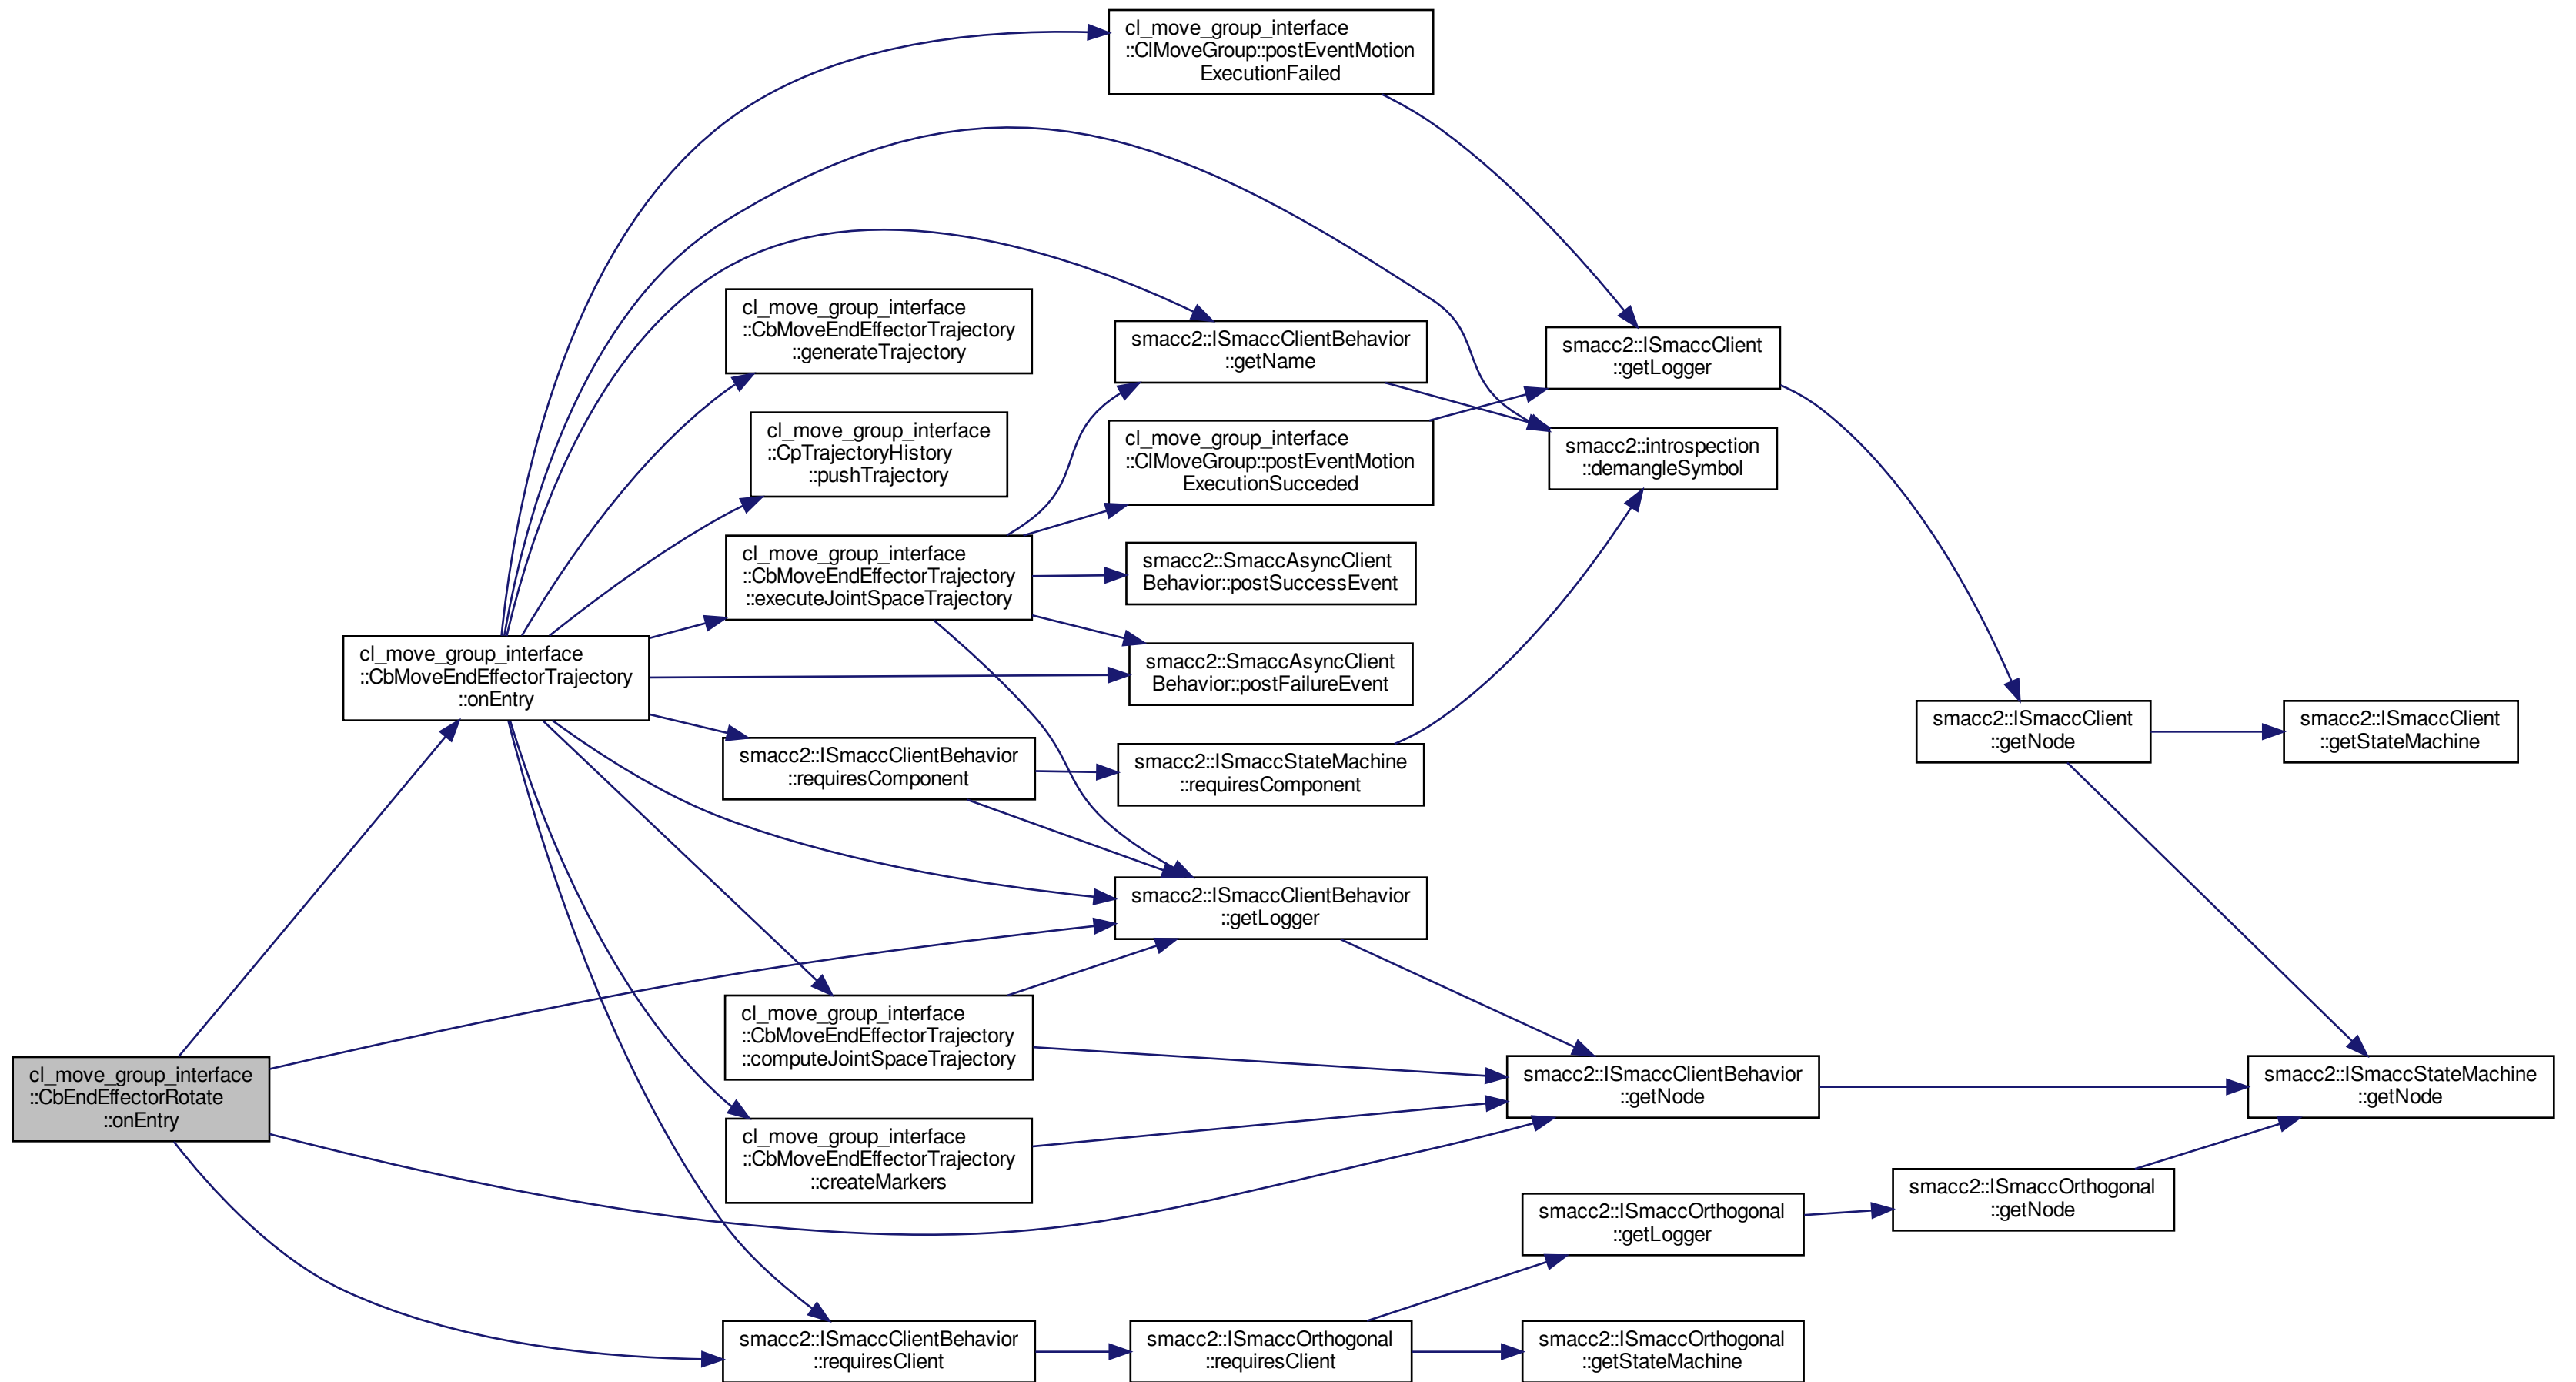 cl_move_group_interface
::ClMoveGroup::postEventMotion
ExecutionFailed
cl_move_group_interface
::CbMoveEndEffectorTrajectory
::generateTrajectory
smacc2::ISmaccClientBehavior
::getName
smacc2::ISmaccClient
::getLogger
cl_move_group_interface
::CpTrajectoryHistory
::pushTrajectory
cl_move_group_interface
::ClMoveGroup::postEventMotion
ExecutionSucceded
smacc2::introspection
::demangleSymbol
cl_move_group_interface
::CbMoveEndEffectorTrajectory
::executeJointSpaceTrajectory
smacc2::SmaccAsyncClient
Behavior::postSuccessEvent
cl_move_group_interface
::CbMoveEndEffectorTrajectory
::onEntry
smacc2::SmaccAsyncClient
Behavior::postFailureEvent
smacc2::ISmaccClientBehavior
::requiresComponent
smacc2::ISmaccStateMachine
::requiresComponent
smacc2::ISmaccClient
::getNode
smacc2::ISmaccClient
::getStateMachine
smacc2::ISmaccClientBehavior
::getLogger
cl_move_group_interface
::CbMoveEndEffectorTrajectory
::computeJointSpaceTrajectory
cl_move_group_interface
::CbEndEffectorRotate
::onEntry
smacc2::ISmaccClientBehavior
::getNode
smacc2::ISmaccStateMachine
::getNode
cl_move_group_interface
::CbMoveEndEffectorTrajectory
::createMarkers
smacc2::ISmaccOrthogonal
::getLogger
smacc2::ISmaccOrthogonal
::getNode
smacc2::ISmaccClientBehavior
::requiresClient
smacc2::ISmaccOrthogonal
::requiresClient
smacc2::ISmaccOrthogonal
::getStateMachine